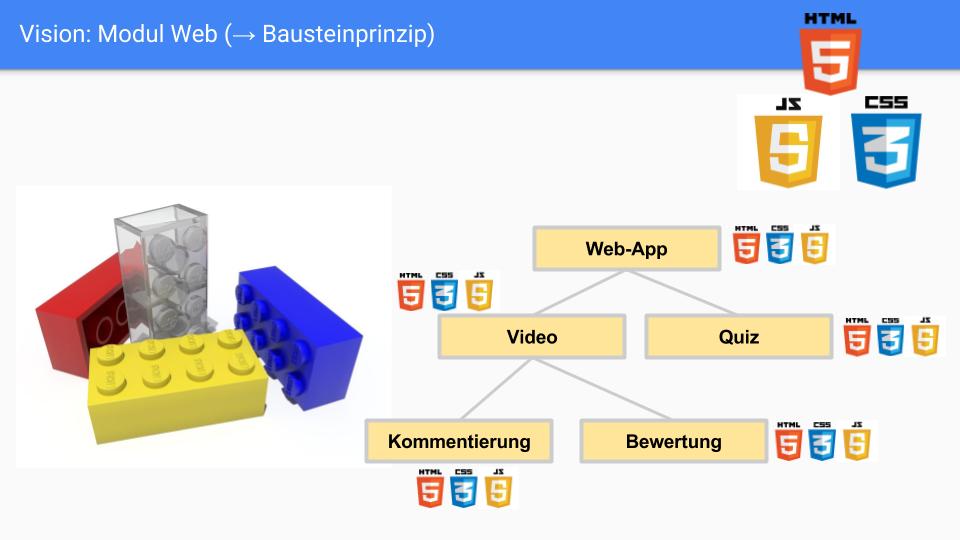 Vision: Modul Web (→ Bausteinprinzip)
HTML
5
JS
5
CSS
3
Web-App
HTML CSS JS
5 3 5
HTML CSS JS
5 3 5
Video
Quiz
HTML CSS JS
5 3 5
Kommentierung
Bewertung
HTML CSS JS
5 3 5
HTML CSS JS
5 3 5